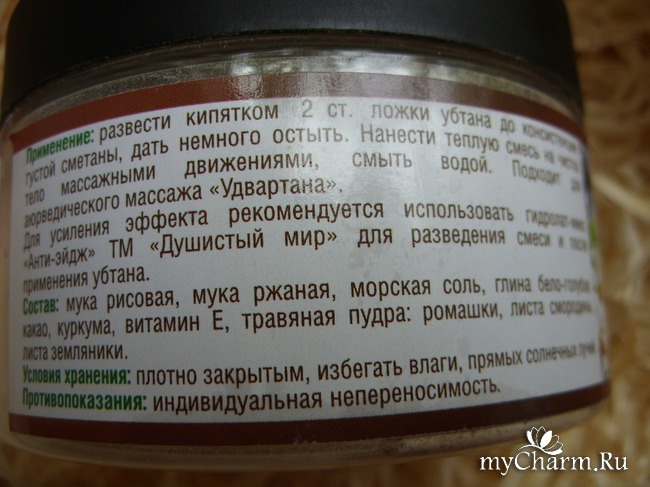 Применение: развести кипятком 2 ст. ложки убтана до консистенции
густой сметаны, дать немного остыть. Нанести теплую смесь на
тело массажными движениями, смыть водой. Подходит для
аюрведического массажа «Удвартана».
Для усиления эффекта рекомендуется использовать
«Анти-эйдж» ТМ «Душистый мир» для разведения смеси и после
применения убтана.
Состав: мука рисовая, мука ржаная, морская соль, глина бело-голубая,
какао, куркума, витамин Е, травяная пудра: ромашки, листа смородины,
листа земляники.
Условия хранения: плотно закрытым, избегать влаги, прямых солнечных лучей.
Противопоказания: индивидуальная непереносимость.
myCharm.Ru